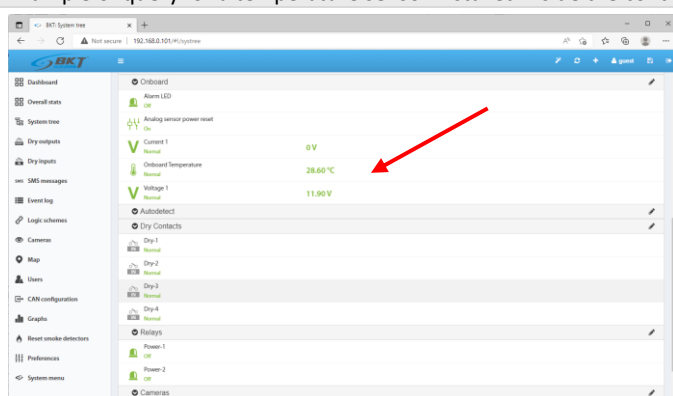 BKT: System tree
Not secure | 192.168.0.101/#!/systree
BKT
guest
Dashboard
Overall stats
System tree
Dry outputs
Dry inputs
SMS SMS messages
Event log
Logic schemes
Cameras
Map
Users
CAN configuration
Graphs
Reset smoke detectors
Preferences
System menu
Onboard
Alarm LED
Off
Analog sensor power reset
On
Current 1
Normal
0 V
Onboard Temperature
Normal
28.60 °C
Voltage 1
Normal
11.90 V
Autodetect
Dry Contacts
Dry-1
Normal
Dry-2
Normal
Dry-3
Normal
Dry-4
Normal
Relays
Power-1
Off
Power-2
Off
Cameras